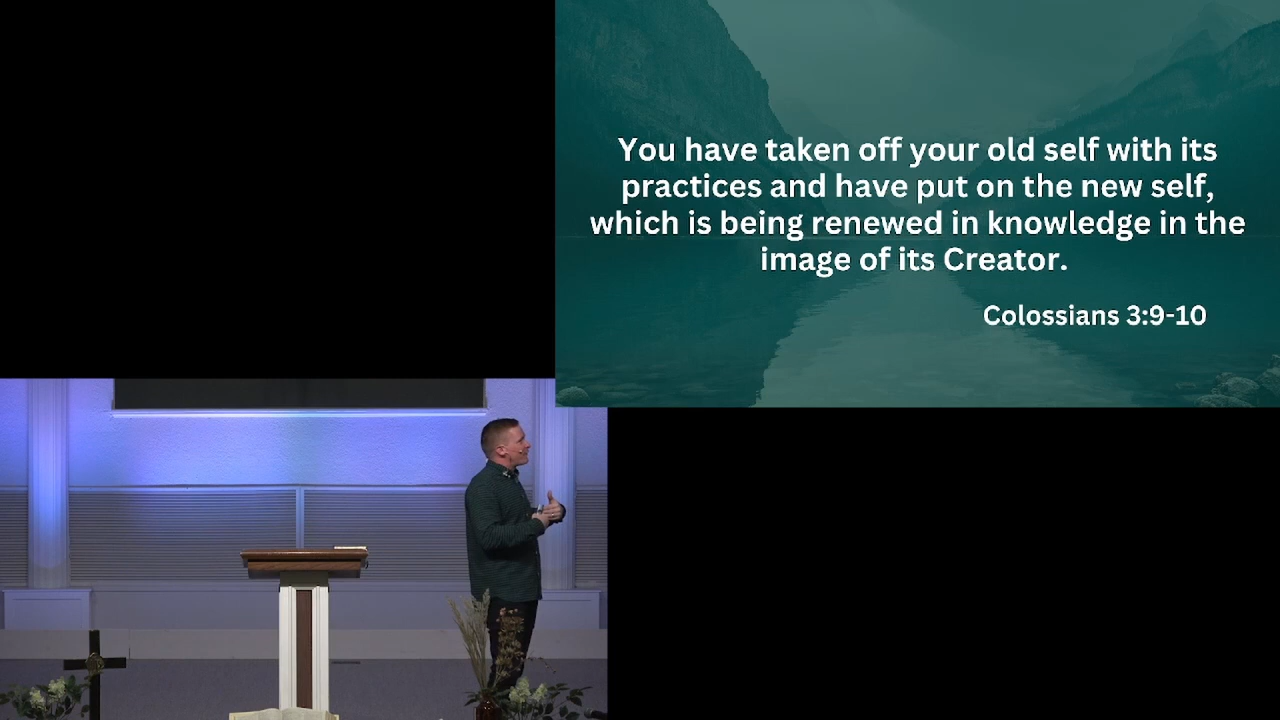 You have taken off your old self with its
practices and have put on the new self,
which is being renewed in knowledge in the
image of its Creator.
Colossians 3:9-10